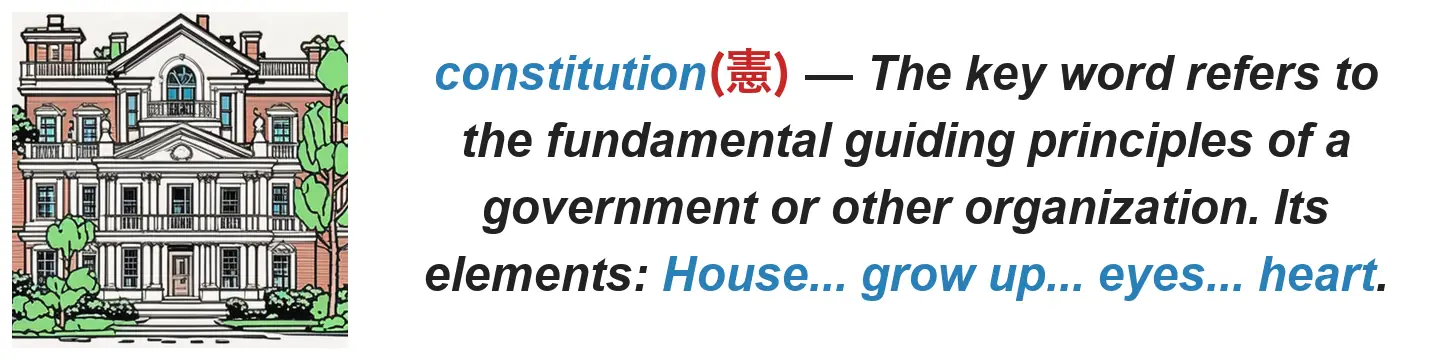 constitution(憲) — The key word refers to
the fundamental guiding principles of a
government or other organization. Its
elements: House... grow up... eyes... heart.